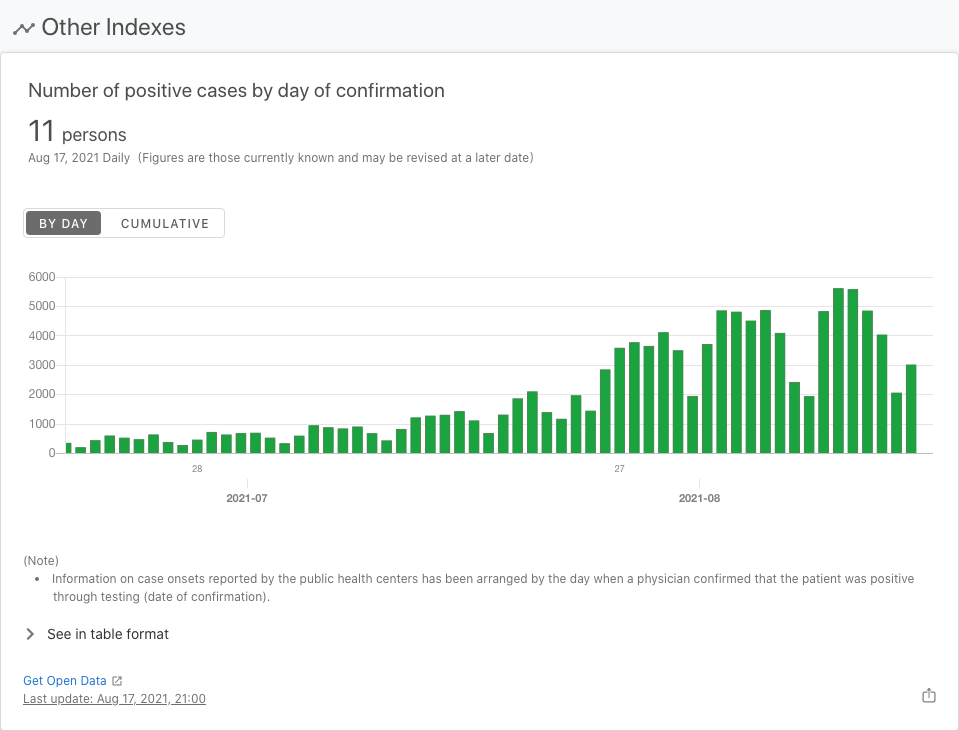 Other Indexes
Number of positive cases by day of confirmation
11 persons
Aug 17, 2021 Daily (Figures are those currently known and may be revised at a later date)
BY DAY CUMULATIVE
6000
5000
4000
3000
2000
1000
0
28 27
2021-07 2021-08
(Note)
• Information on case onsets reported by the public health centers has been arranged by the day when a physician confirmed that the patient was positive
through testing (date of confirmation).
See in table format
Get Open Data
Last update: Aug 17, 2021, 21:00